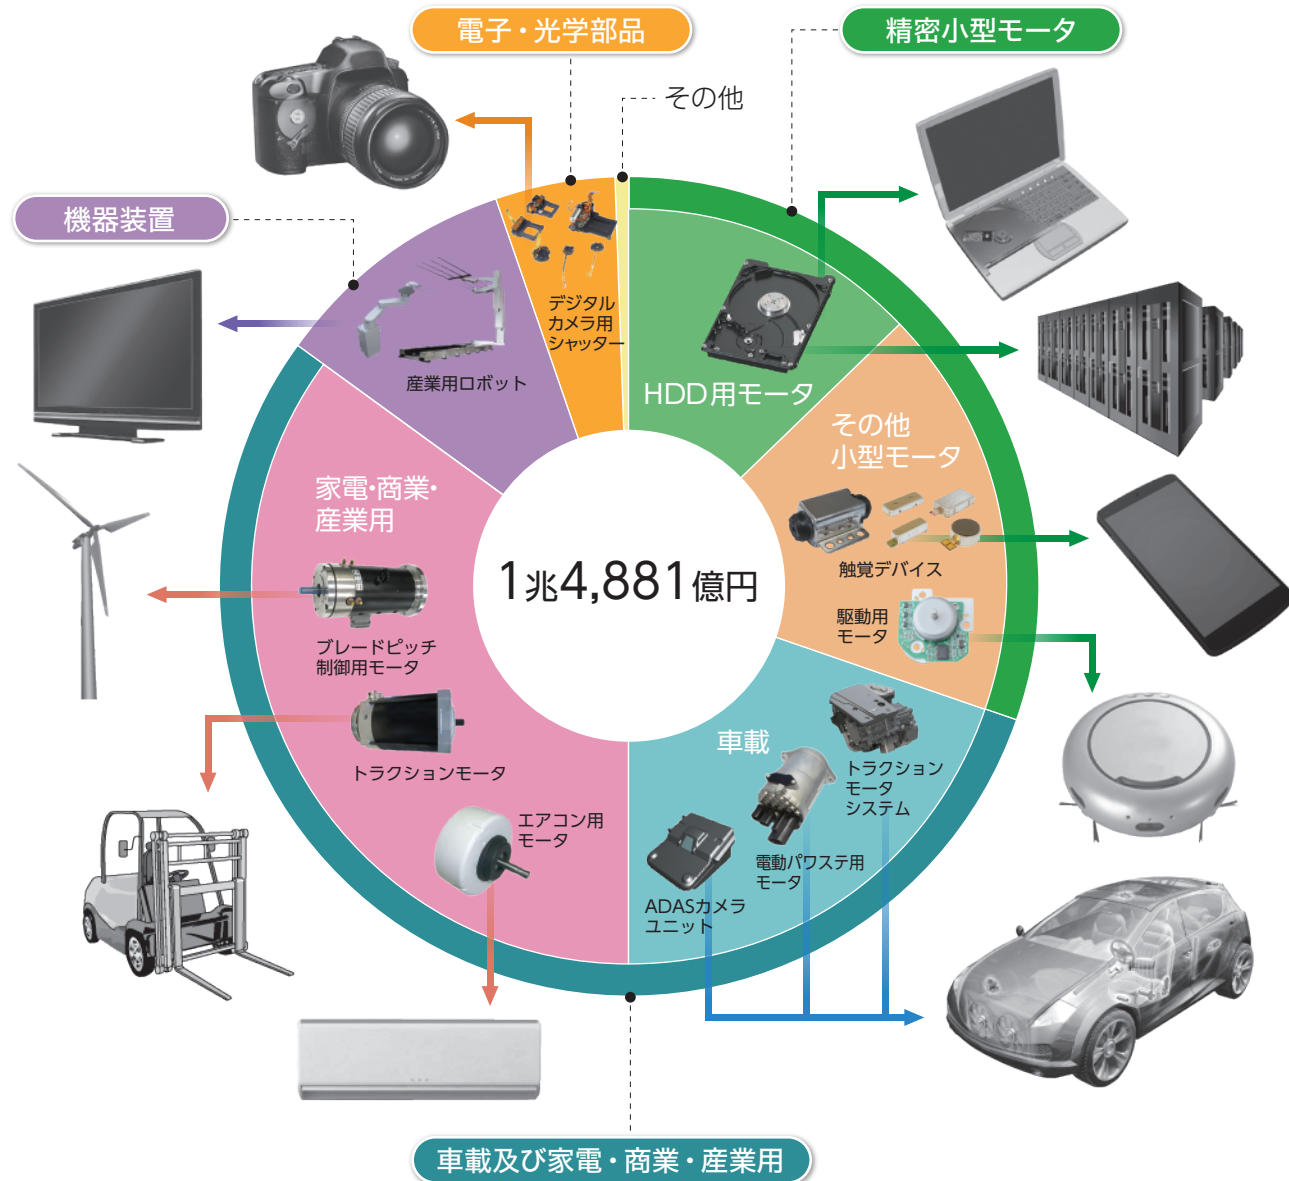 電子・光学部品
精密小型モータ
その他
機器装置
デジタル
カメラ用
シャッター
産業用ロボット
HDD用モータ
その他
小型モータ
触覚デバイス
駆動用
モータ
家電・商業・
産業用
ブレードピッチ
制御用モータ
トラクションモータ
エアコン用
モータ
1兆4,881億円
車載
トラクション
モータ
システム
電動パワステ用
モータ
ADASカメラ
ユニット
車載及び家電・商業・産業用